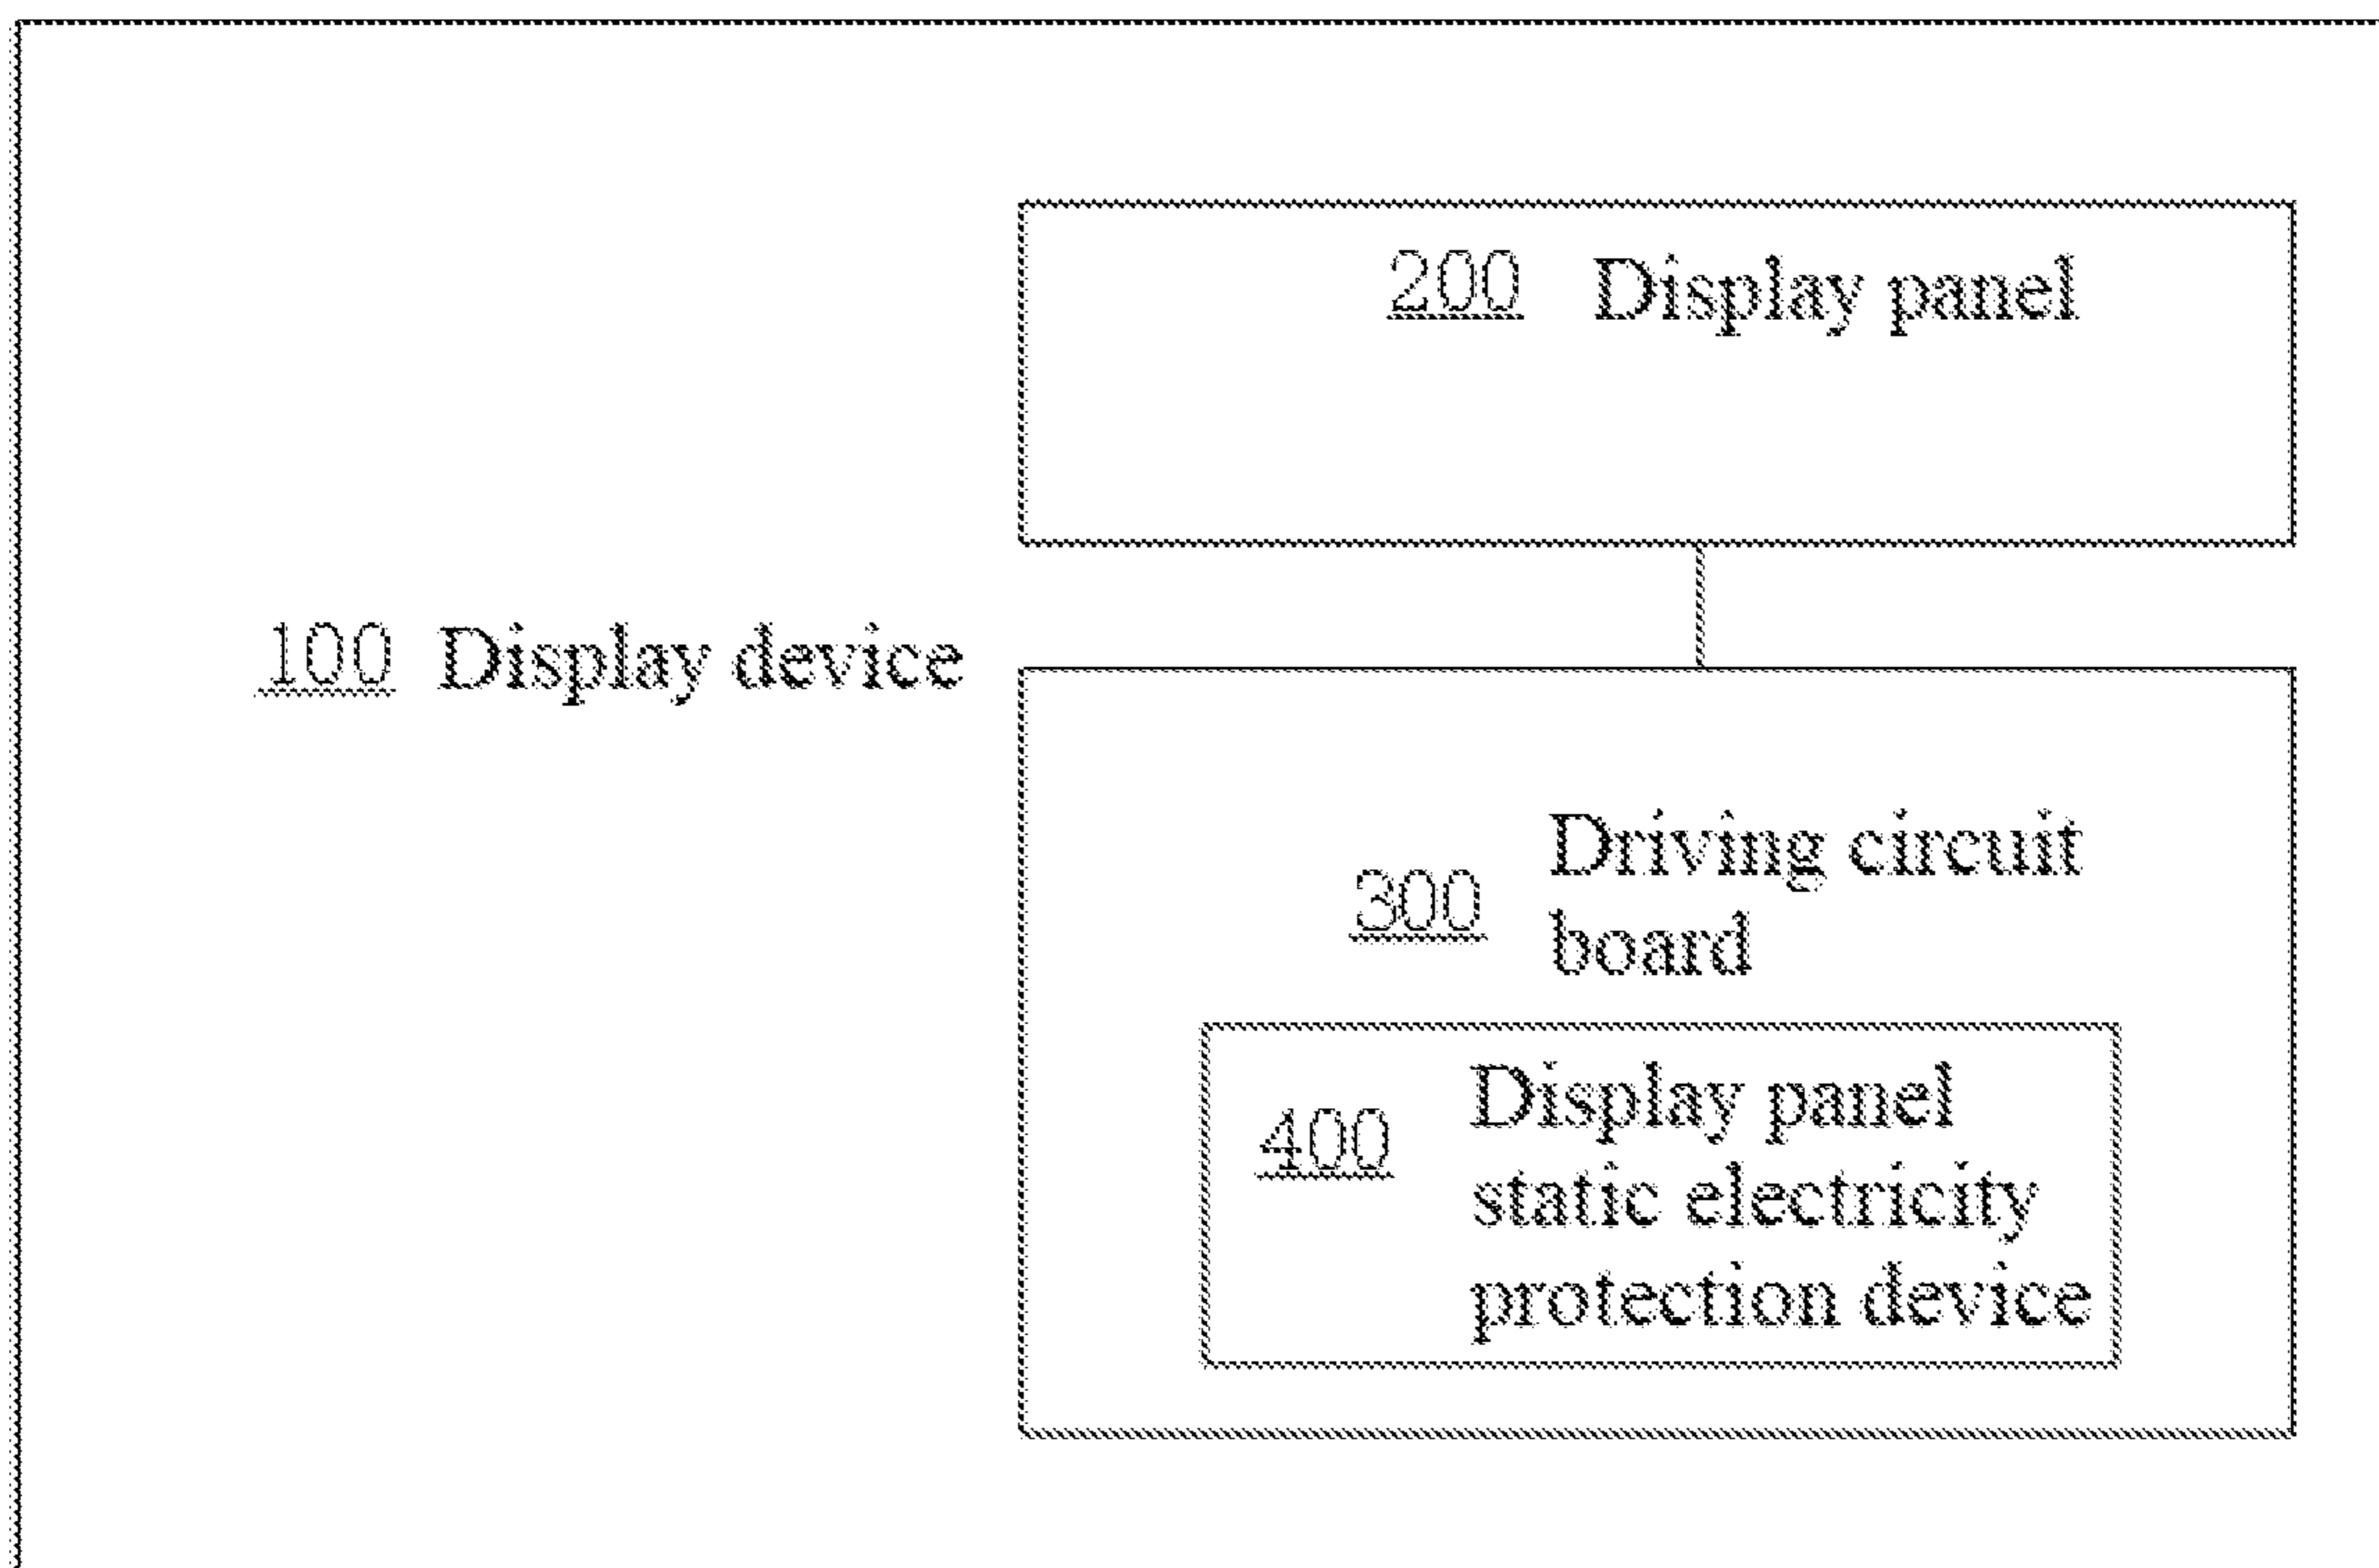 200 Display panel
100 Display device
300 Driving circuit
board
400 Display panel
static electricity
protection device